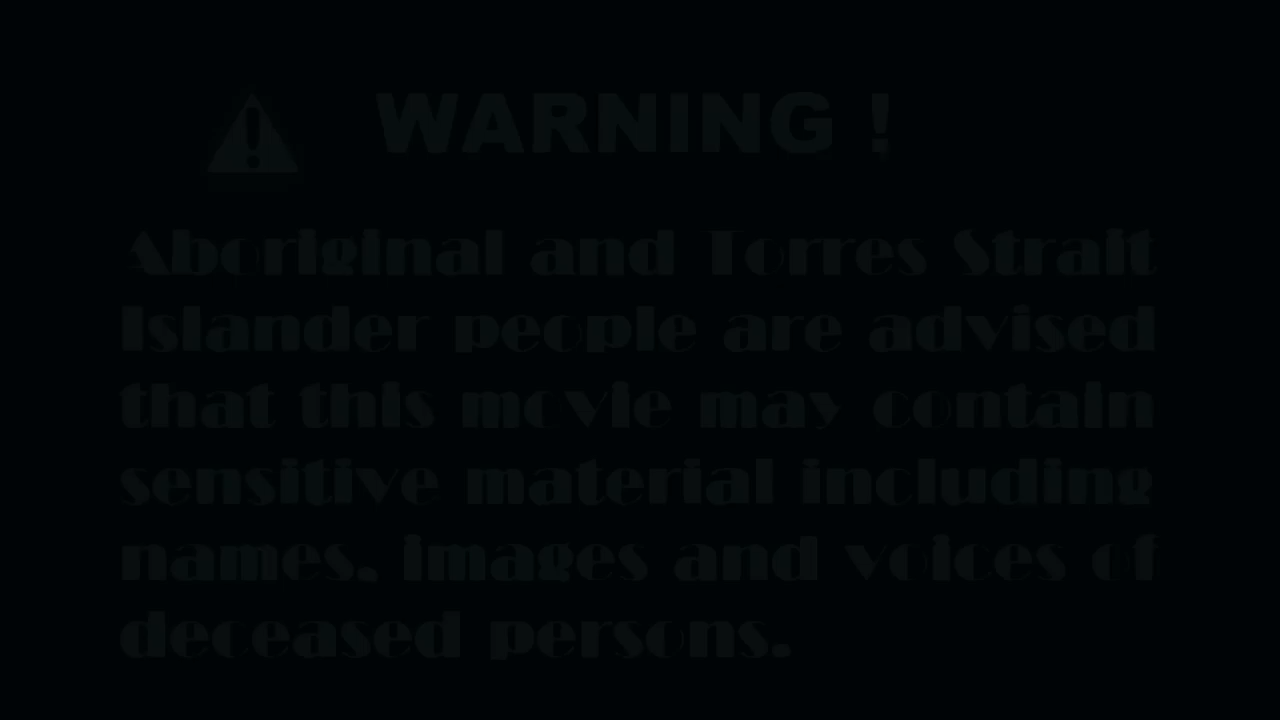 WARNING !
Aboriginal and Torres Strait
Islander people are advised
that this movie may contain
sensitive material including
names, images and voices of
deceased persons.